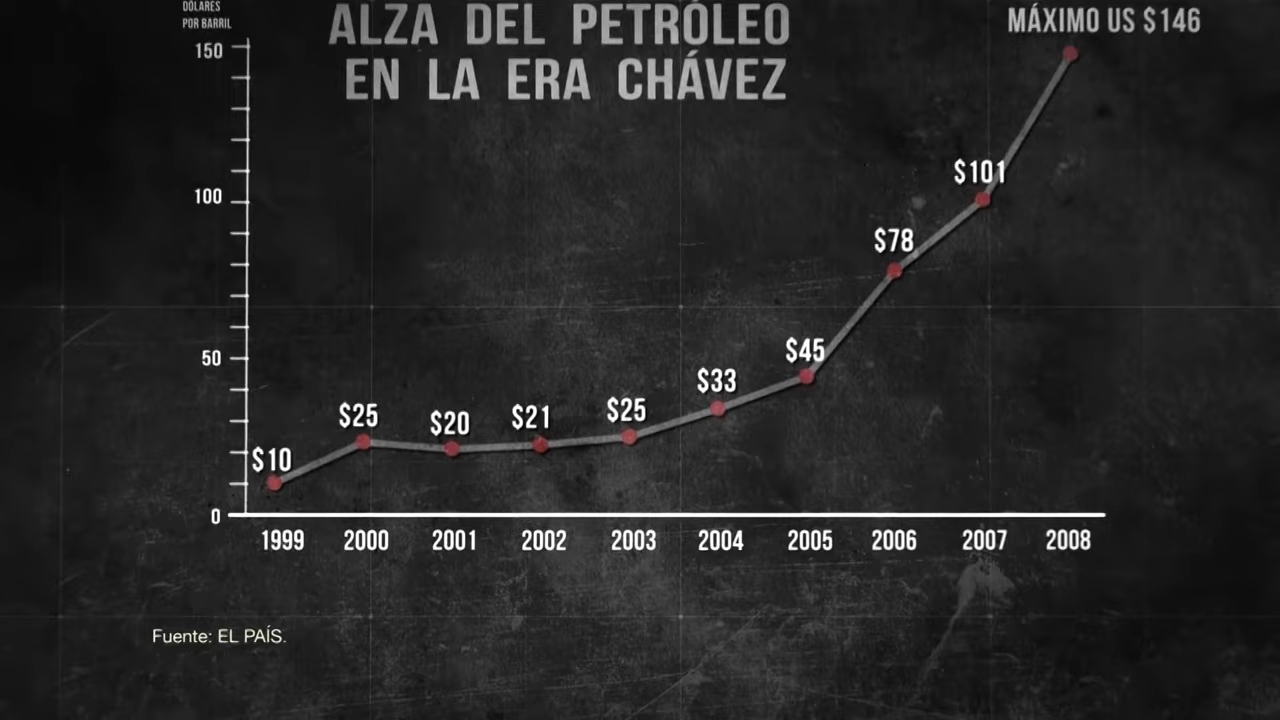 DÓLARES
POR BARRIL
ALZA DEL PETRÓLEO
EN LA ERA CHÁVEZ
MÁXIMO US $146
150
100
50
0
$10
$25
$20
$21
$25
$33
$45
$78
$101
1999 2000 2001 2002 2003 2004 2005 2006 2007 2008
Fuente: EL PAÍS.